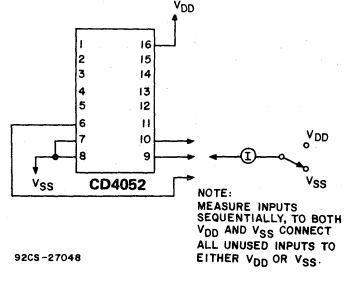 VDD
1 16
2 15
3 14
4 13
5 12
6 11
7 10
8 9
VSS
CD4052
I
VDD
VSS
NOTE:
MEASURE INPUTS
SEQUENTIALLY, TO BOTH
VDD AND VSS CONNECT
ALL UNUSED INPUTS TO
EITHER VDD OR VSS.
92CS-27048